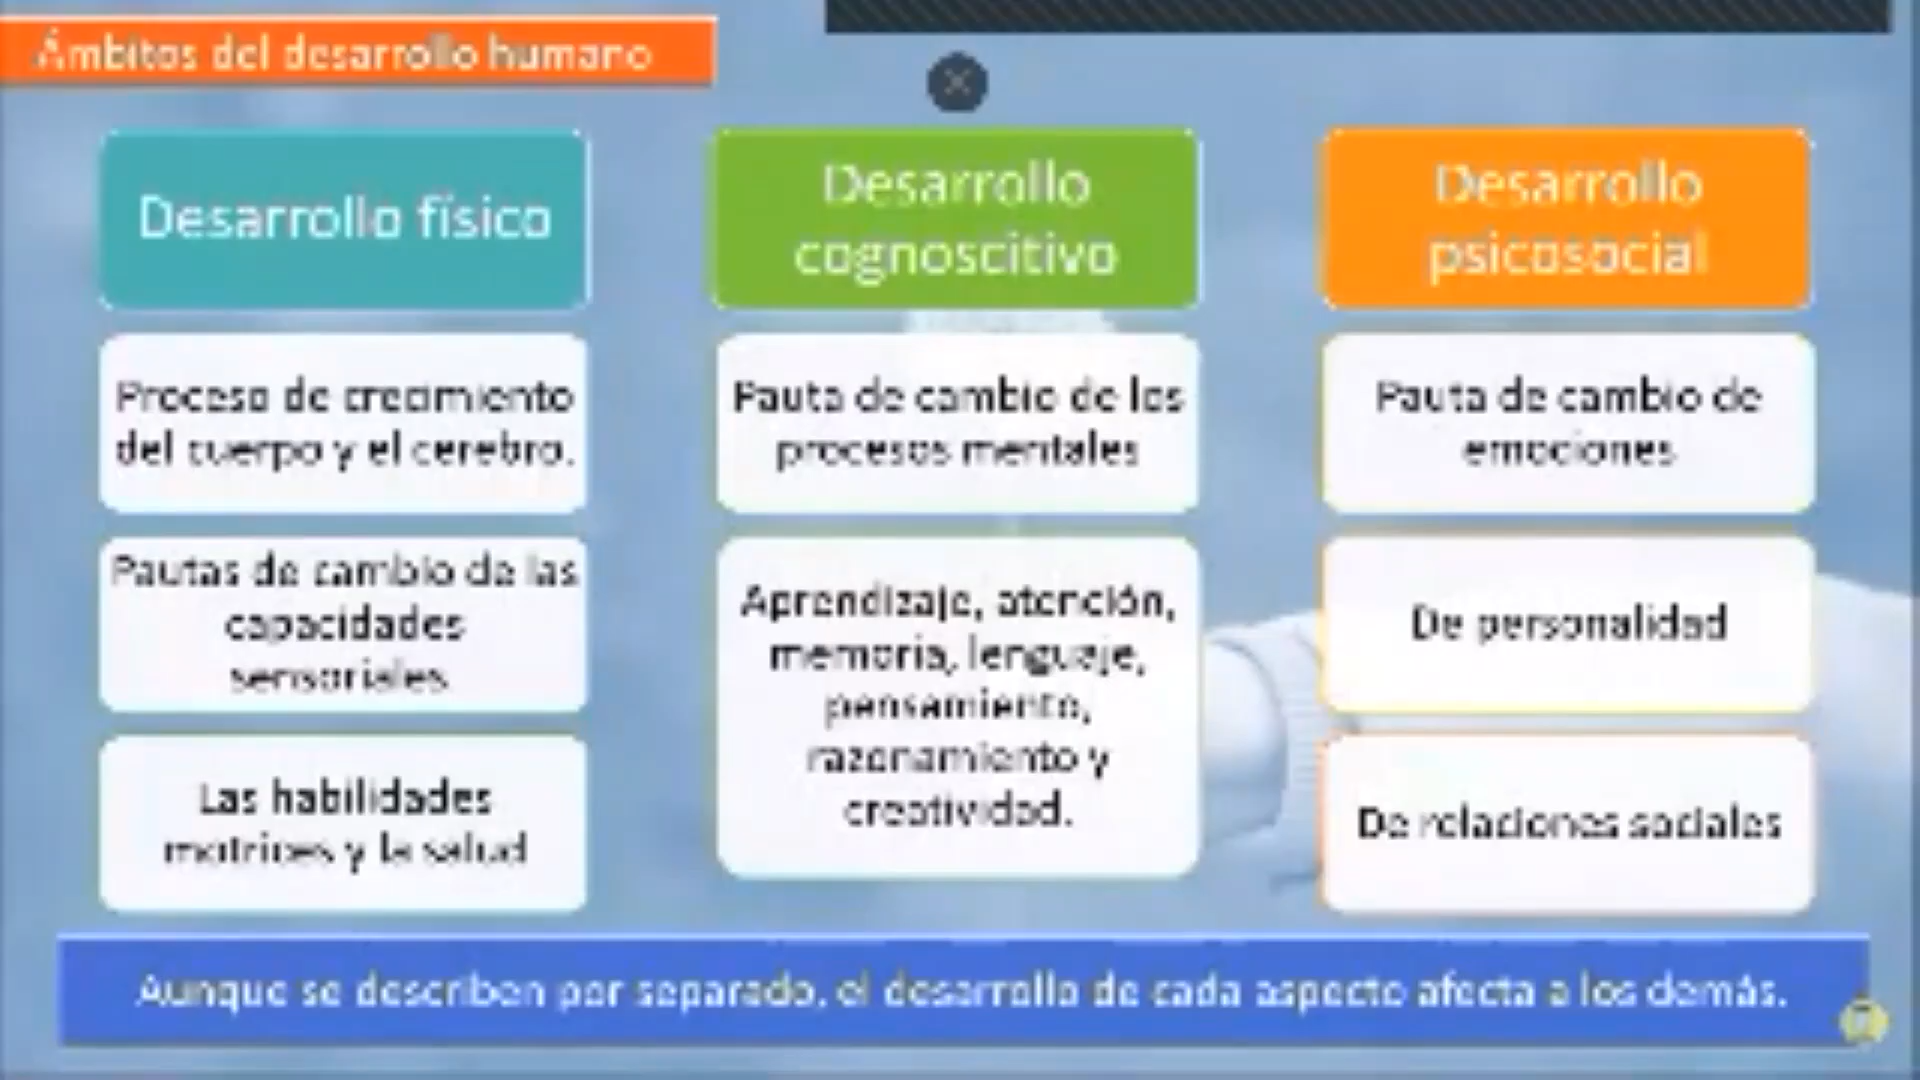 Ámbitos del desarrollo humano
Desarrollo físico
Proceso de crecimiento
del cuerpo y el cerebro.
Pautas de cambio de las
capacidades
sensoriales
Las habilidades
motrices y la salud
Desarrollo
cognoscitivo
Pauta de cambio de los
procesos mentales
Aprendizaje, atención,
memoria, lenguaje,
pensamiento,
razonamiento y
creatividad.
Desarrollo
psicosocial
Pauta de cambio de
emociones
De personalidad
De relaciones sociales
Aunque se describen por separado, el desarrollo de cada aspecto afecta a los demás.